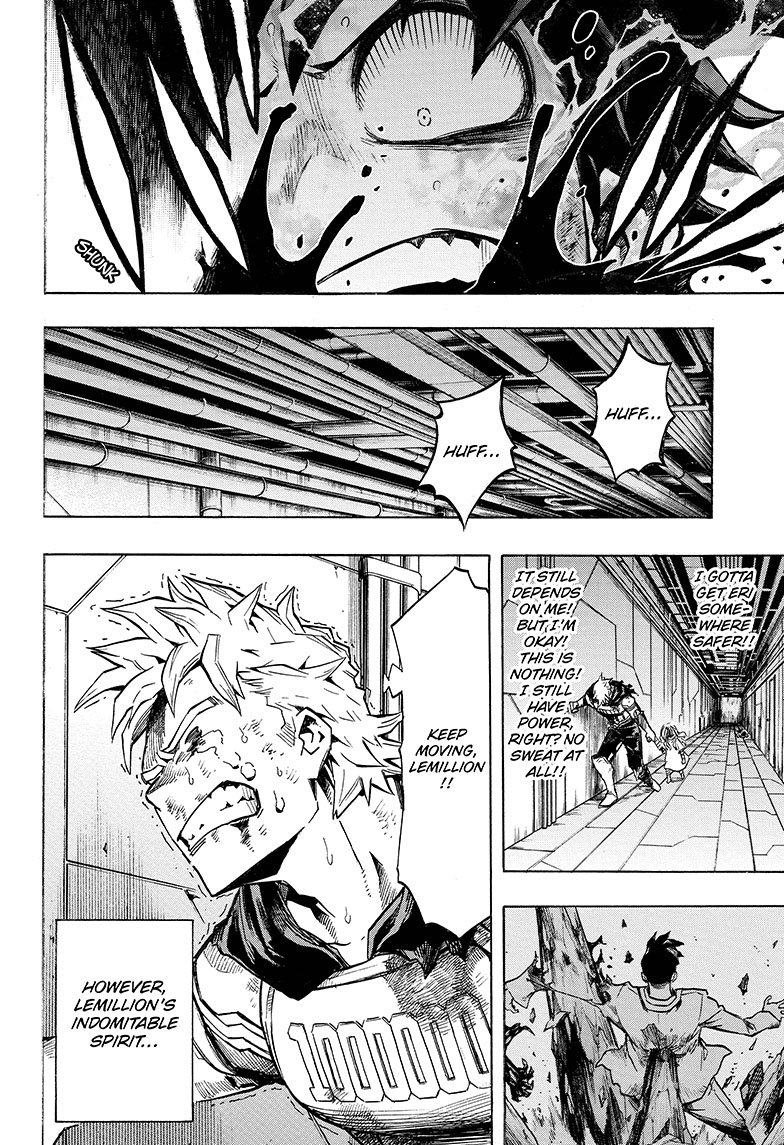 SHUNK
HUFF...
HUFF...
I GOTTA
GET ERI
SOME-
WHERE
SAFER!!
IT STILL
DEPENDS
ON ME!
BUT I'M
OKAY!
THIS IS
NOTHING!
I STILL
HAVE
POWER,
RIGHT? NO
SWEAT AT
ALL!!
KEEP
MOVING,
LEMILLION
!!
1000000
HOWEVER,
LEMILLION'S
INDOMITABLE
SPIRIT...